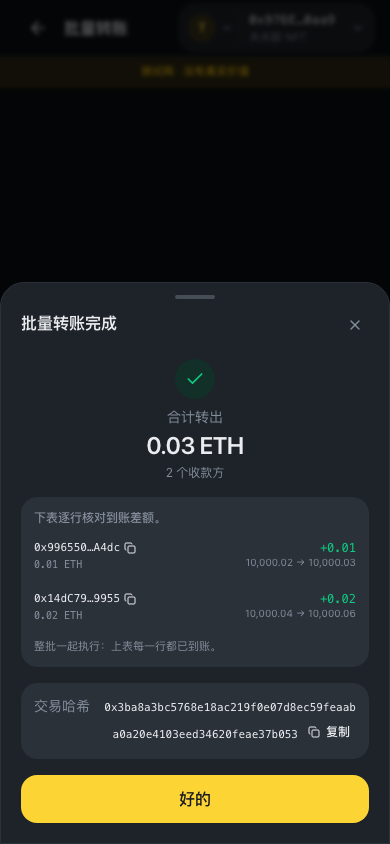 批量转账
批量转账完成
合计转出
0.03 ETH
2 个收款方
下表逐行核对到账差额。
0x996550…A4dc
+0.01
0.01 ETH
10,000.02 → 10,000.03
0x14dC79…9955
+0.02
0.02 ETH
10,000.04 → 10,000.06
整批一起执行：上表每一行都已到账。
交易哈希
0x3ba8a3bc5768e18ac219f0e07d8ec59feaab
a0a20e4103eed34620feae37b053
复制
好的